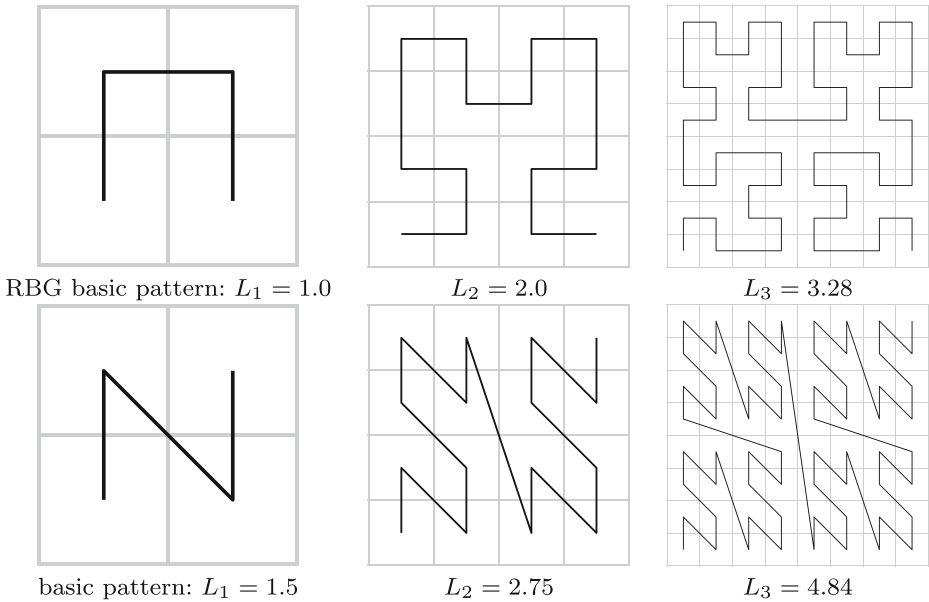 RBG basic pattern: L₁ = 1.0 L₂ = 2.0 L₃ = 3.28
basic pattern: L₁ = 1.5 L₂ = 2.75 L₃ = 4.84